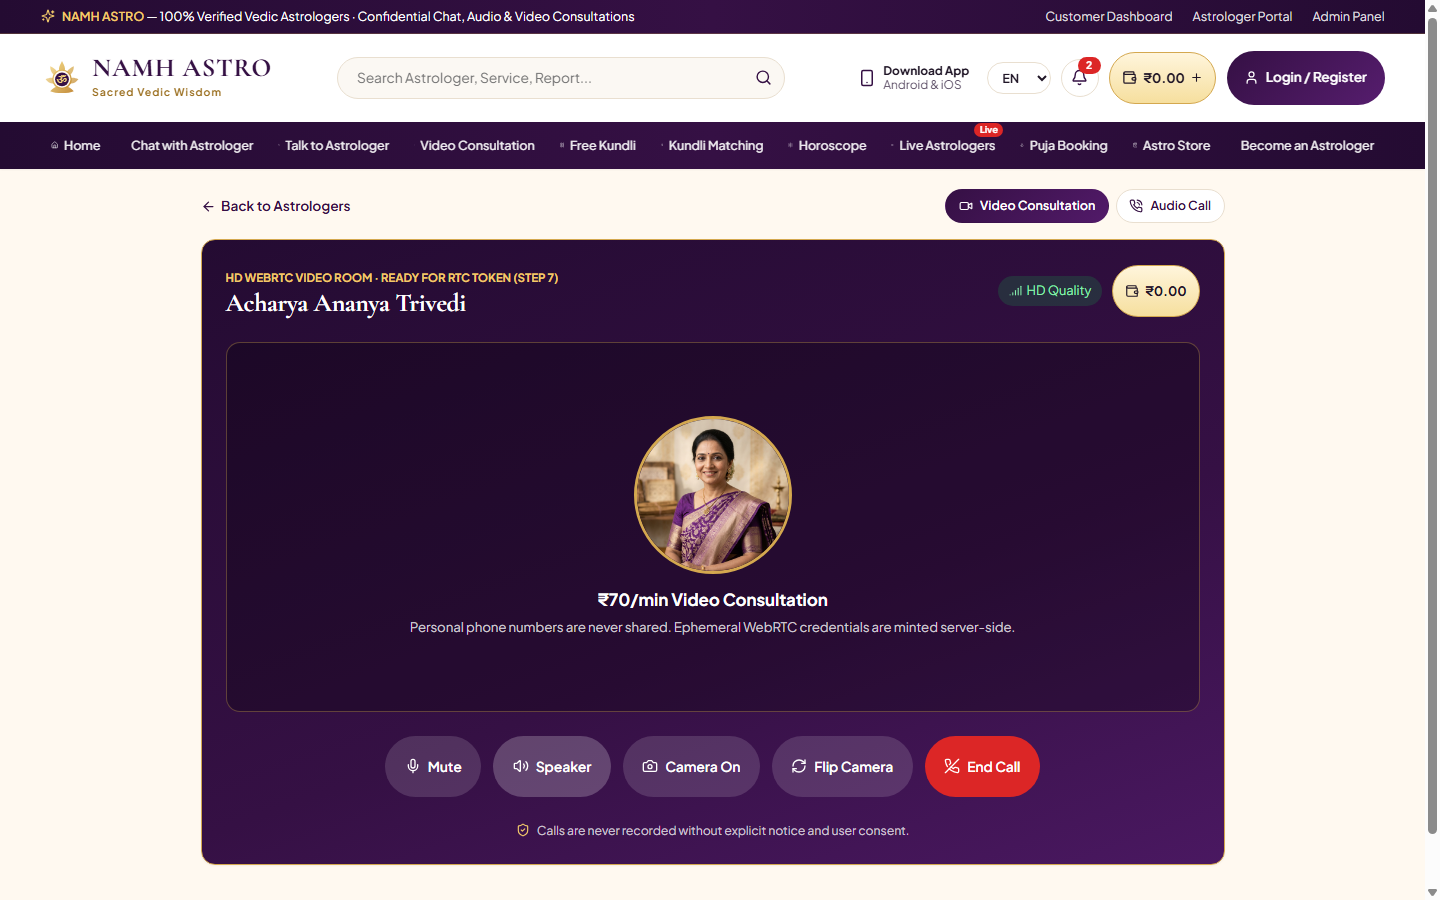 NAMH ASTRO — 100% Verified Vedic Astrologers · Confidential Chat, Audio & Video Consultations
Customer Dashboard
Astrologer Portal
Admin Panel
NAMH ASTRO
Sacred Vedic Wisdom
Search Astrologer, Service, Report...
Download App
Android & iOS
EN
2
₹0.00 +
Login / Register
Home
Chat with Astrologer
Talk to Astrologer
Video Consultation
Free Kundli
Kundli Matching
Horoscope
Live Astrologers
Live
Puja Booking
Astro Store
Become an Astrologer
Back to Astrologers
Video Consultation
Audio Call
HD WEBRTC VIDEO ROOM · READY FOR RTC TOKEN (STEP 7)
Acharya Ananya Trivedi
HD Quality
₹0.00
₹70/min Video Consultation
Personal phone numbers are never shared. Ephemeral WebRTC credentials are minted server-side.
Mute
Speaker
Camera On
Flip Camera
End Call
Calls are never recorded without explicit notice and user consent.